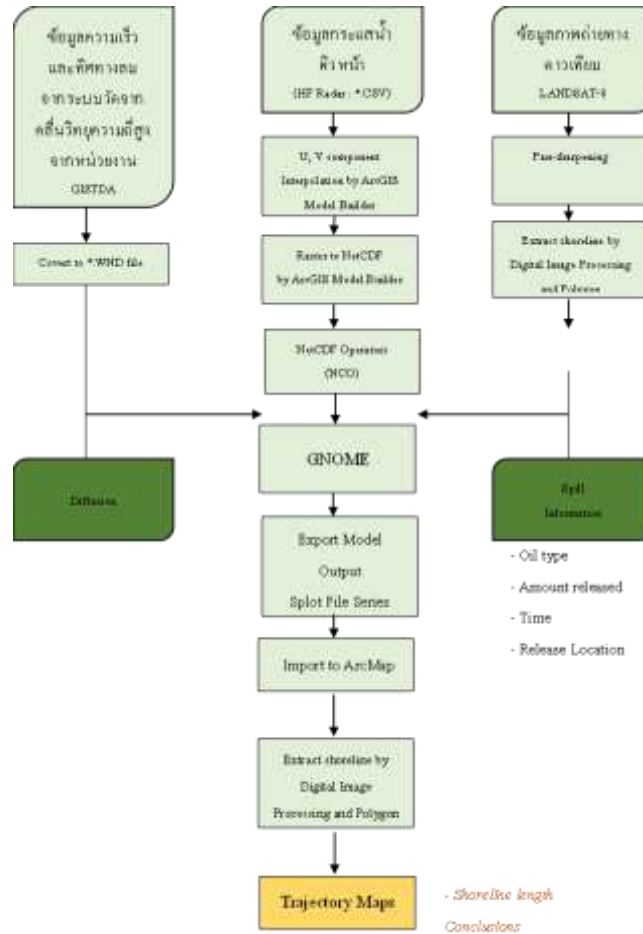 ข้อมูลความเร็ว
และทิศทางลม
จากระบบวัดจาก
คลื่นวิทยุความถี่สูง
จากหน่วยงาน
GISTDA
Covert to *.WND file
Diffusion
ข้อมูลกระแสน้ำ
ผิวหน้า
(HF Radar : *.CSV)
U, V component
Interpolation by ArcGIS
Model Builder
Raster to NetCDF
by ArcGIS Model Builder
NetCDF Operators
(NCO)
GNOME
Export Model
Output
Splot File Series
Import to ArcMap
Extract shoreline by
Digital Image
Processing and Polygon
Trajectory Maps
- Shoreline length
Conclusions
ข้อมูลภาพถ่ายทาง
ดาวเทียม
LANDSAT-8
Pan-sharpening
Extract shoreline by
Digital Image Processing
and Polygon
Spill
Information
- Oil type
- Amount released
- Time
- Release Location